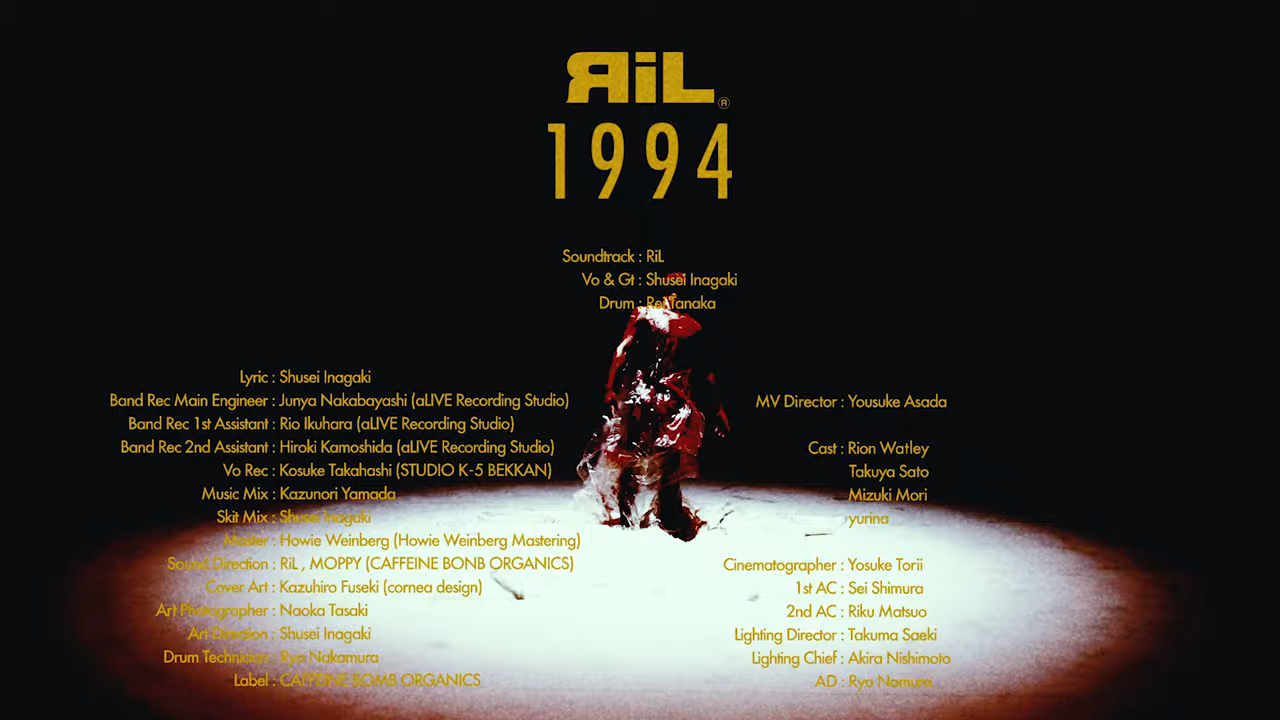 ЯiL®
1994
Soundtrack : RiL
Vo & Gt : Shusei Inagaki
Drum : Rei Tanaka
Lyric : Shusei Inagaki
Band Rec Main Engineer : Junya Nakabayashi (aLIVE Recording Studio)
Band Rec 1st Assistant : Rio Ikuhara (aLIVE Recording Studio)
Band Rec 2nd Assistant : Hiroki Kamoshida (aLIVE Recording Studio)
Vo Rec : Kosuke Takahashi (STUDIO K-5 BEKKAN)
Music Mix : Kazunori Yamada
Skit Mix : Shusei Inagaki
Master : Howie Weinberg (Howie Weinberg Mastering)
Sound Direction : RiL , MOPPY (CAFFEINE BONB ORGANICS)
Cover Art : Kazuhiro Fuseki (cornea design)
Art Photographer : Naoka Tasaki
Art Direction : Shusei Inagaki
Drum Technician : Ryo Nakamura
Label : CAFFEINE BOMB ORGANICS
MV Director : Yousuke Asada
Cast : Rion Watley
Takuya Sato
Mizuki Mori
yurina
Cinematographer : Yosuke Torii
1st AC : Sei Shimura
2nd AC : Riku Matsuo
Lighting Director : Takuma Saeki
Lighting Chief : Akira Nishimoto
AD : Ryo Nomura